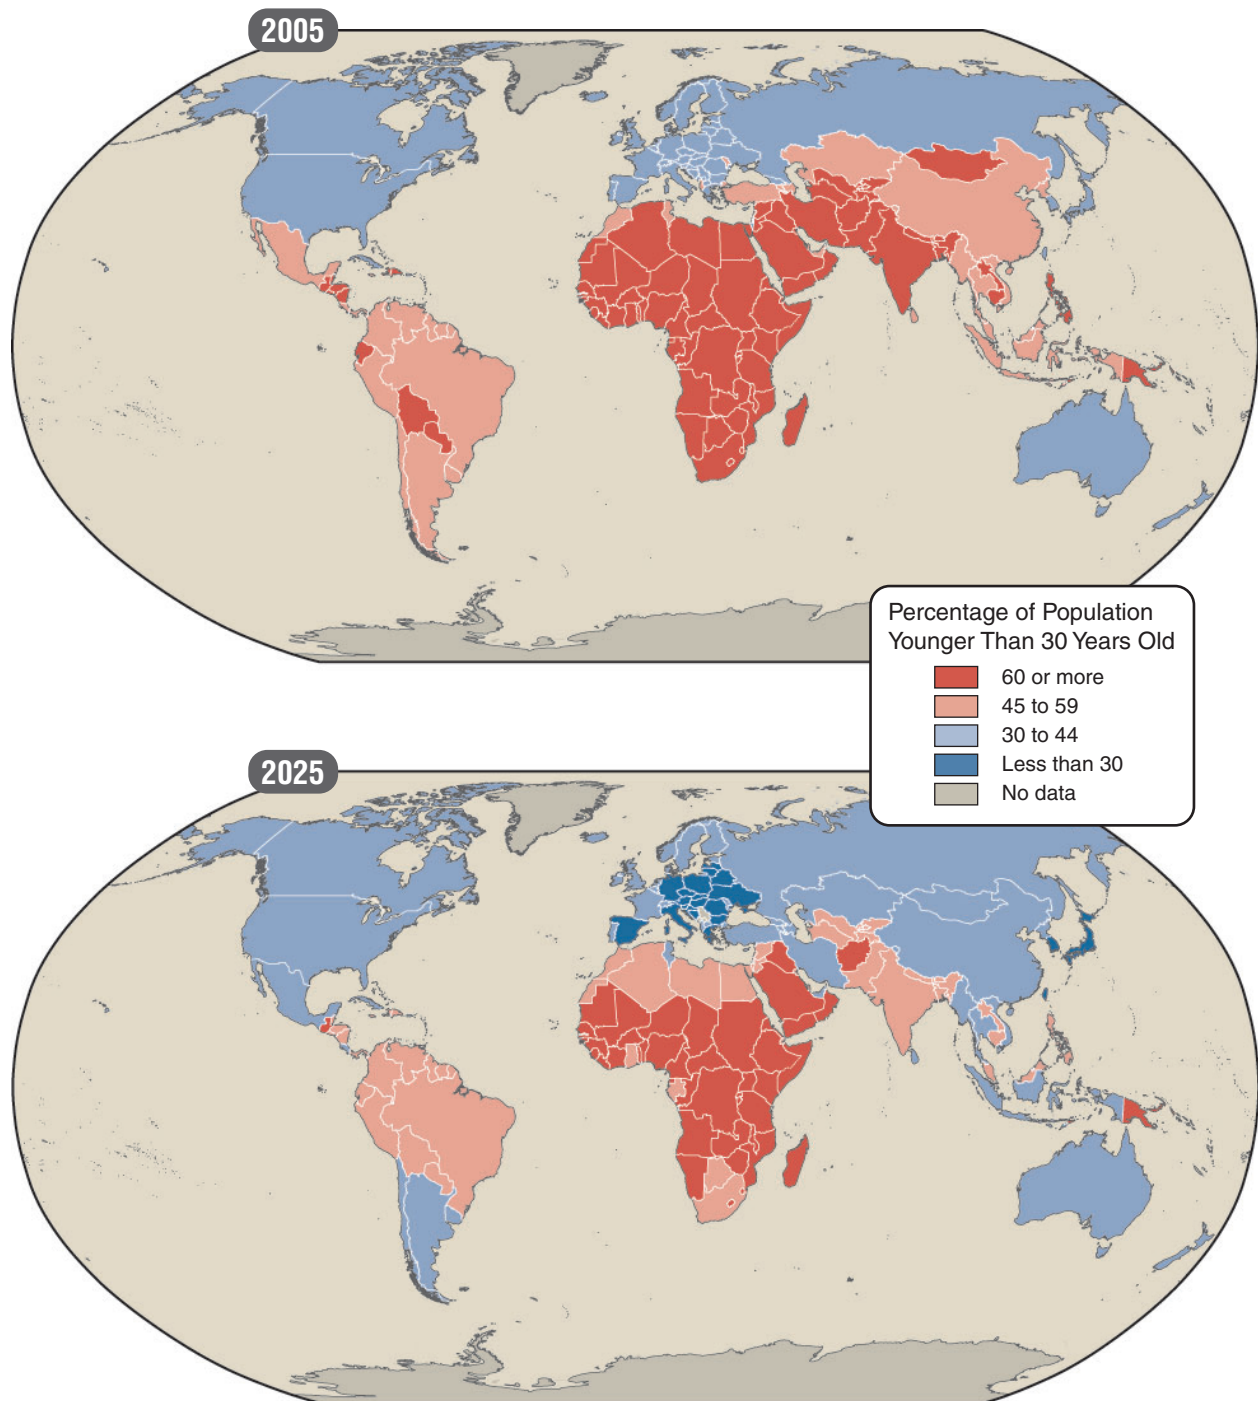 2005
Percentage of Population
Younger Than 30 Years Old
60 or more
45 to 59
30 to 44
Less than 30
No data
2025